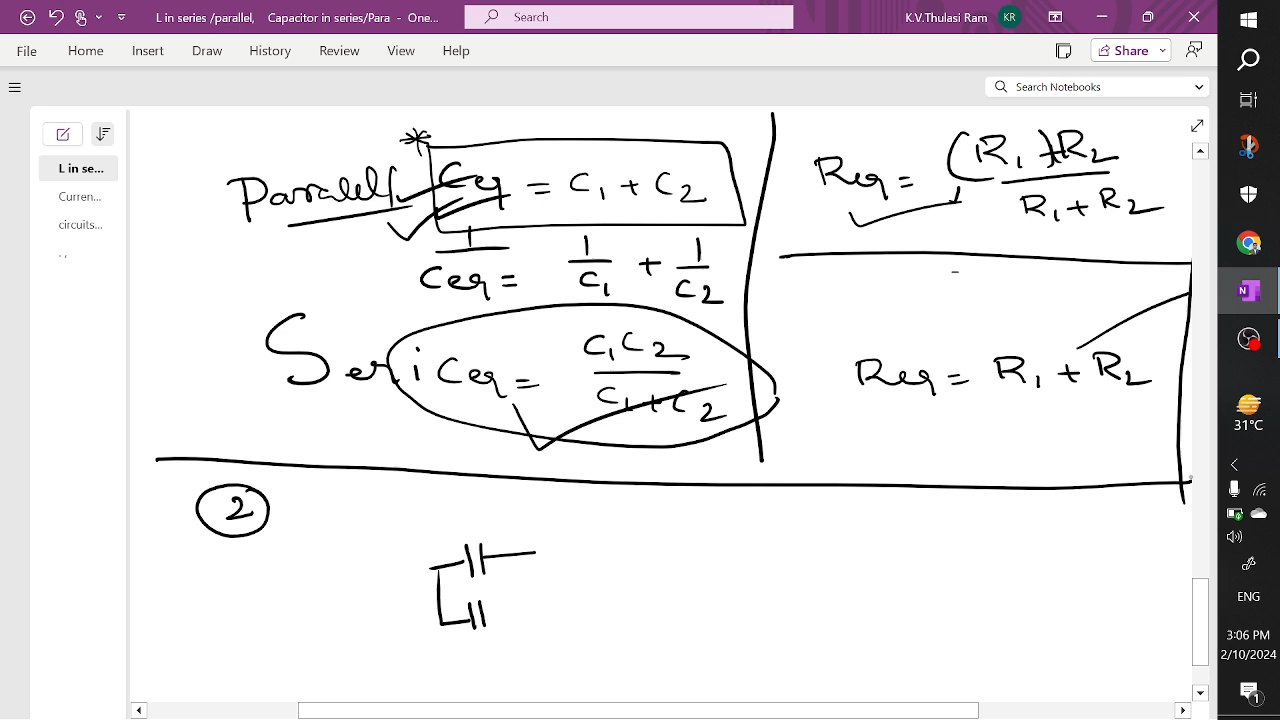 L in series /parallel, Capacitor in series/Para - One...
Search
K.V.Thulasi Ram
KR
File Home Insert Draw History Review View Help
Share
Search Notebooks
L in se...
Curren...
circuits...
. ,
Parallel Ceq = C1 + C2
1/Ceq = 1/C1 + 1/C2
Seri Ceq = C1C2/C1 + C2
Req = (R1 R2/R1 + R2
Req = R1 + R2
2
31°C
ENG
3:06 PM
2/10/2024
1